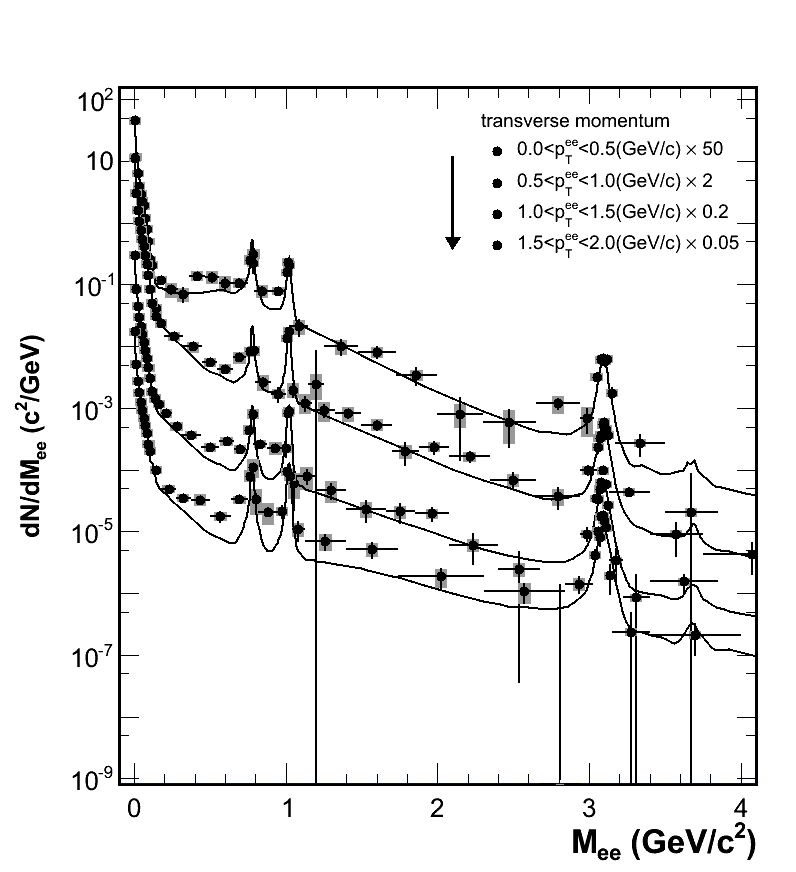 10²
10
10⁻¹
10⁻³
10⁻⁵
10⁻⁷
10⁻⁹
dN/dMₑₑ (c²/GeV)
transverse momentum
0.0<p_T^ee<0.5(GeV/c) × 50
0.5<p_T^ee<1.0(GeV/c) × 2
1.0<p_T^ee<1.5(GeV/c) × 0.2
1.5<p_T^ee<2.0(GeV/c) × 0.05
0 1 2 3 4
Mₑₑ (GeV/c²)